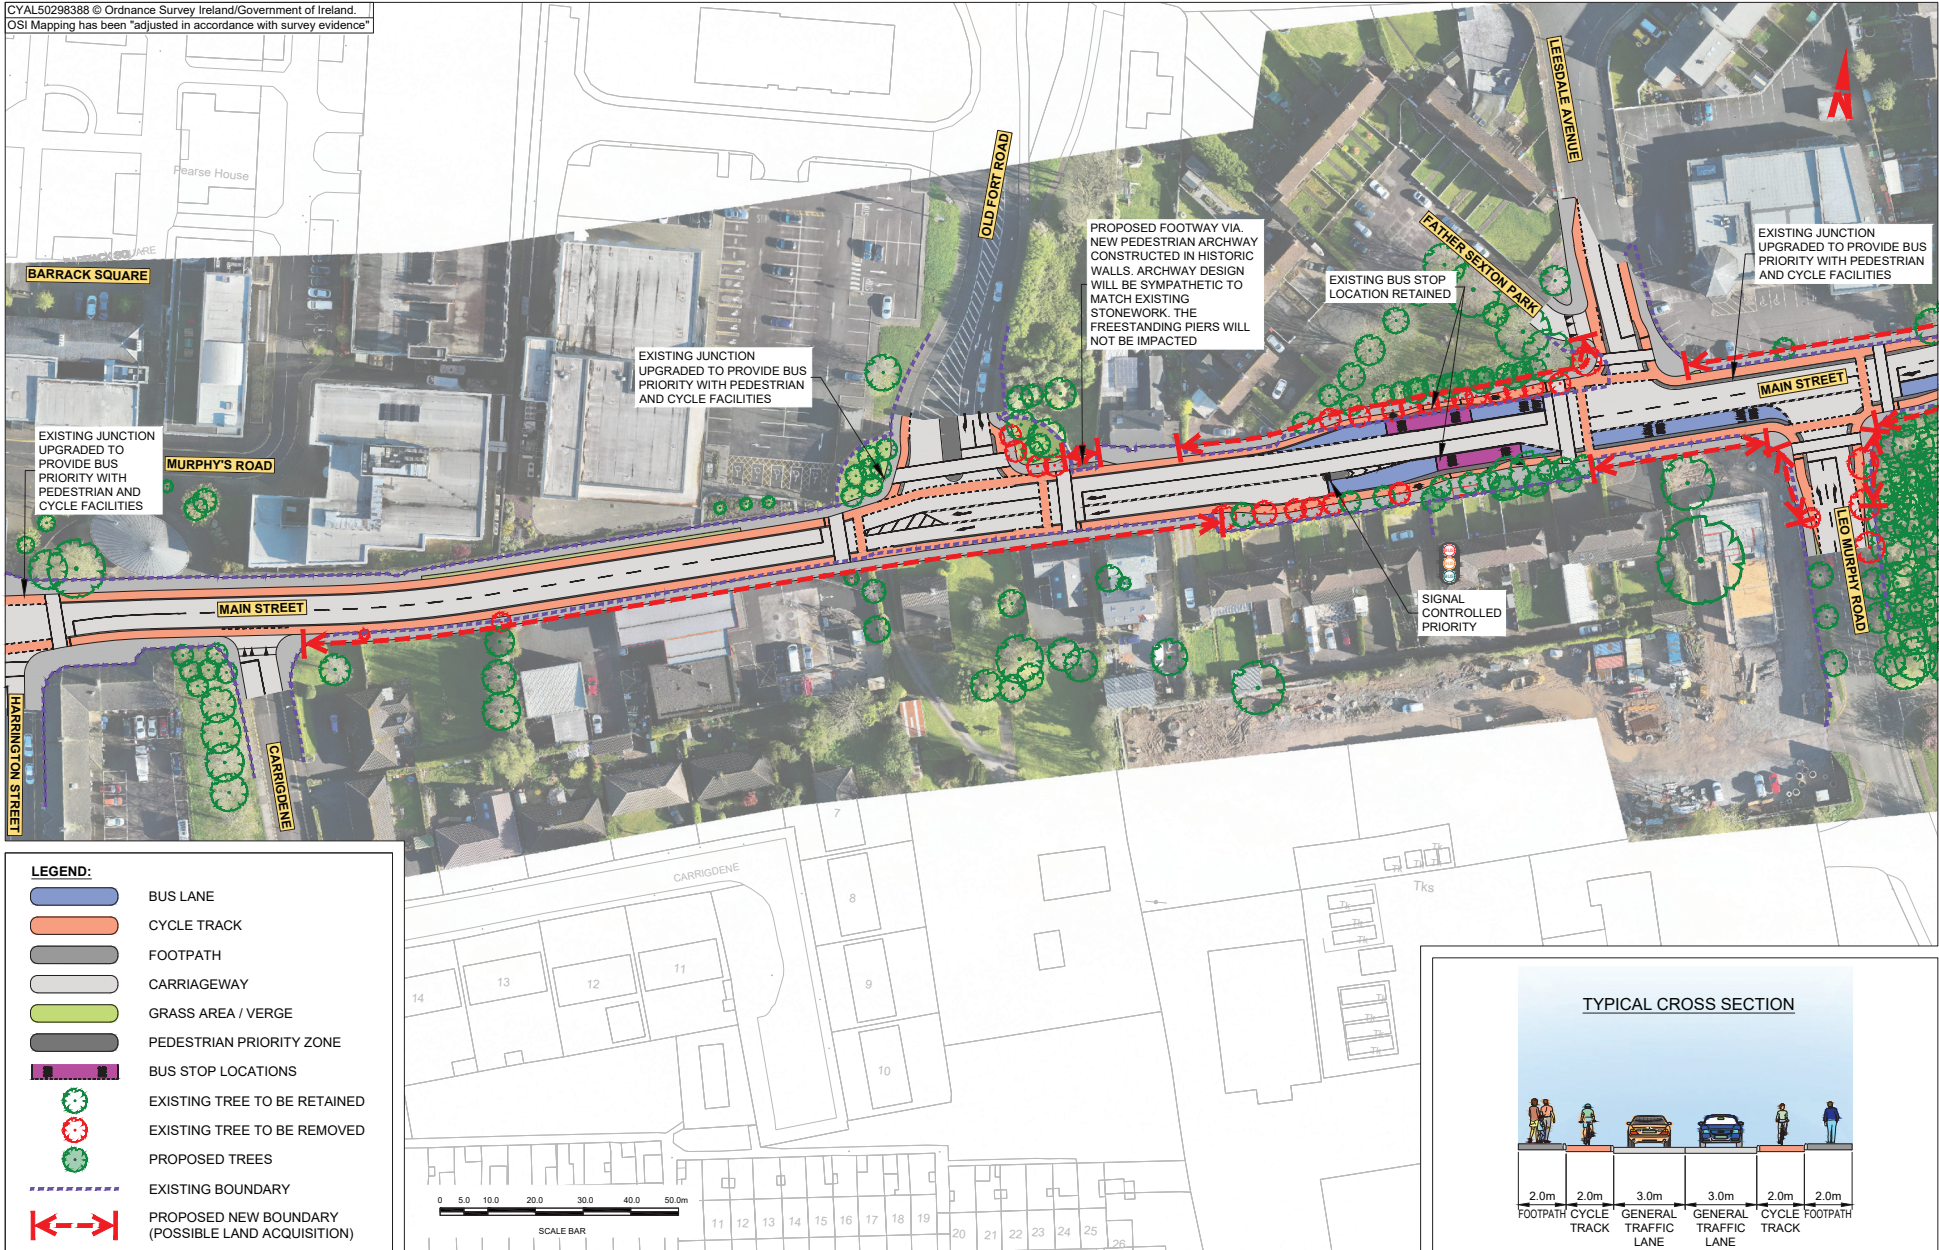 CYAL50298388 © Ordnance Survey Ireland/Government of Ireland.
OSI Mapping has been "adjusted in accordance with survey evidence"
Pearse House
BARRACK SQUARE
BARRACK SQUARE
OLD FORT ROAD
LEESDALE AVENUE
FATHER SEXTON PARK
N
PROPOSED FOOTWAY VIA.
NEW PEDESTRIAN ARCHWAY
CONSTRUCTED IN HISTORIC
WALLS. ARCHWAY DESIGN
WILL BE SYMPATHETIC TO
MATCH EXISTING
STONEWORK. THE
FREESTANDING PIERS WILL
NOT BE IMPACTED
EXISTING BUS STOP
LOCATION RETAINED
EXISTING JUNCTION
UPGRADED TO PROVIDE BUS
PRIORITY WITH PEDESTRIAN
AND CYCLE FACILITIES
EXISTING JUNCTION
UPGRADED TO PROVIDE BUS
PRIORITY WITH PEDESTRIAN
AND CYCLE FACILITIES
EXISTING JUNCTION
UPGRADED TO
PROVIDE BUS
PRIORITY WITH
PEDESTRIAN AND
CYCLE FACILITIES
MURPHY'S ROAD
MAIN STREET
MAIN STREET
LEO MURPHY ROAD
SIGNAL
CONTROLLED
PRIORITY
HARRINGTON STREET
CARRIGDENE
LEGEND:
BUS LANE
CYCLE TRACK
FOOTPATH
CARRIAGEWAY
GRASS AREA / VERGE
PEDESTRIAN PRIORITY ZONE
BUS STOP LOCATIONS
EXISTING TREE TO BE RETAINED
EXISTING TREE TO BE REMOVED
PROPOSED TREES
EXISTING BOUNDARY
PROPOSED NEW BOUNDARY
(POSSIBLE LAND ACQUISITION)
CARRIGDENE
7
8
9
10
11
12
13
14
Tks
0 5.0 10.0 20.0 30.0 40.0 50.0m
SCALE BAR
11 12 13 14 15 16 17 18 19
20 21 22 23 24 25
26
TYPICAL CROSS SECTION
2.0m 2.0m 3.0m 3.0m 2.0m 2.0m
FOOTPATH CYCLE GENERAL GENERAL CYCLE FOOTPATH
TRACK TRAFFIC TRAFFIC TRACK
LANE LANE